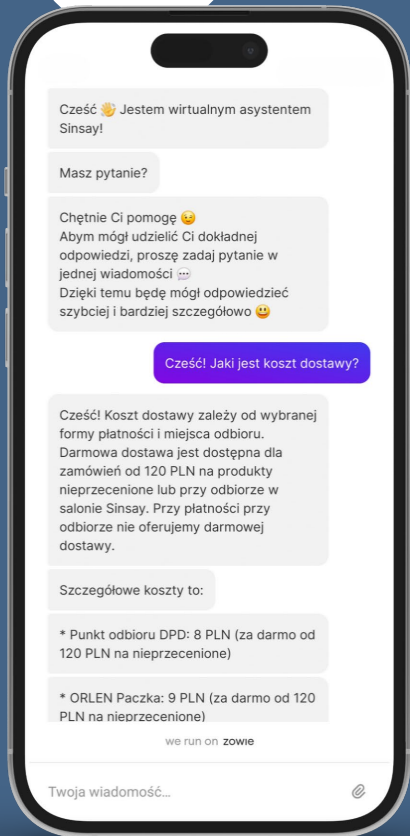 Cześć 👋 Jestem wirtualnym asystentem
Sinsay!
Masz pytanie?
Chętnie Ci pomogę 😉
Abym mógł udzielić Ci dokładnej
odpowiedzi, proszę zadaj pytanie w
jednej wiadomości 💬
Dzięki temu będę mógł odpowiedzieć
szybciej i bardziej szczegółowo 😃
Cześć! Jaki jest koszt dostawy?
Cześć! Koszt dostawy zależy od wybranej
formy płatności i miejsca odbioru.
Darmowa dostawa jest dostępna dla
zamówień od 120 PLN na produkty
nieprzecenione lub przy odbiorze w
salonie Sinsay. Przy płatności przy
odbiorze nie oferujemy darmowej
dostawy.
Szczegółowe koszty to:
* Punkt odbioru DPD: 8 PLN (za darmo od
120 PLN na nieprzecenione)
* ORLEN Paczka: 9 PLN (za darmo od 120
PLN na nieprzecenione)
we run on zowie
Twoja wiadomość...